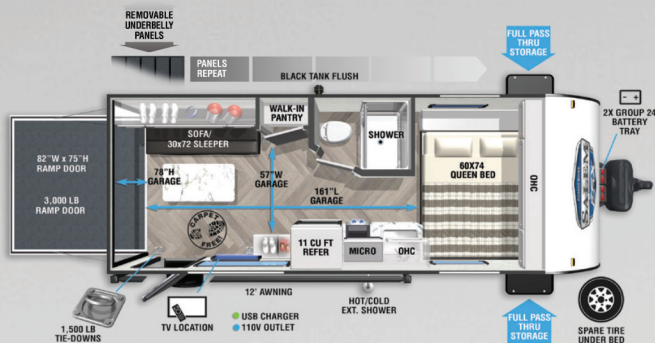 REMOVABLE
UNDERBELLY
PANELS
PANELS
REPEAT
BLACK TANK FLUSH
FULL PASS
THRU
STORAGE
2X GROUP 24
BATTERY
TRAY
WALK-IN
PANTRY
SHOWER
SOFA/
30x72 SLEEPER
82"W x 75"H
RAMP DOOR
3,000 LB
RAMP DOOR
78"H
GARAGE
57"W
GARAGE
161"L
GARAGE
60X74
QUEEN BED
OHC
SALEM
CARPET
FREE!
11 CU FT
REFER
MICRO
OHC
12' AWNING
HOT/COLD
EXT. SHOWER
USB CHARGER
110V OUTLET
TV LOCATION
1,500 LB
TIE-DOWNS
FULL PASS
THRU
STORAGE
SPARE TIRE
UNDER BED